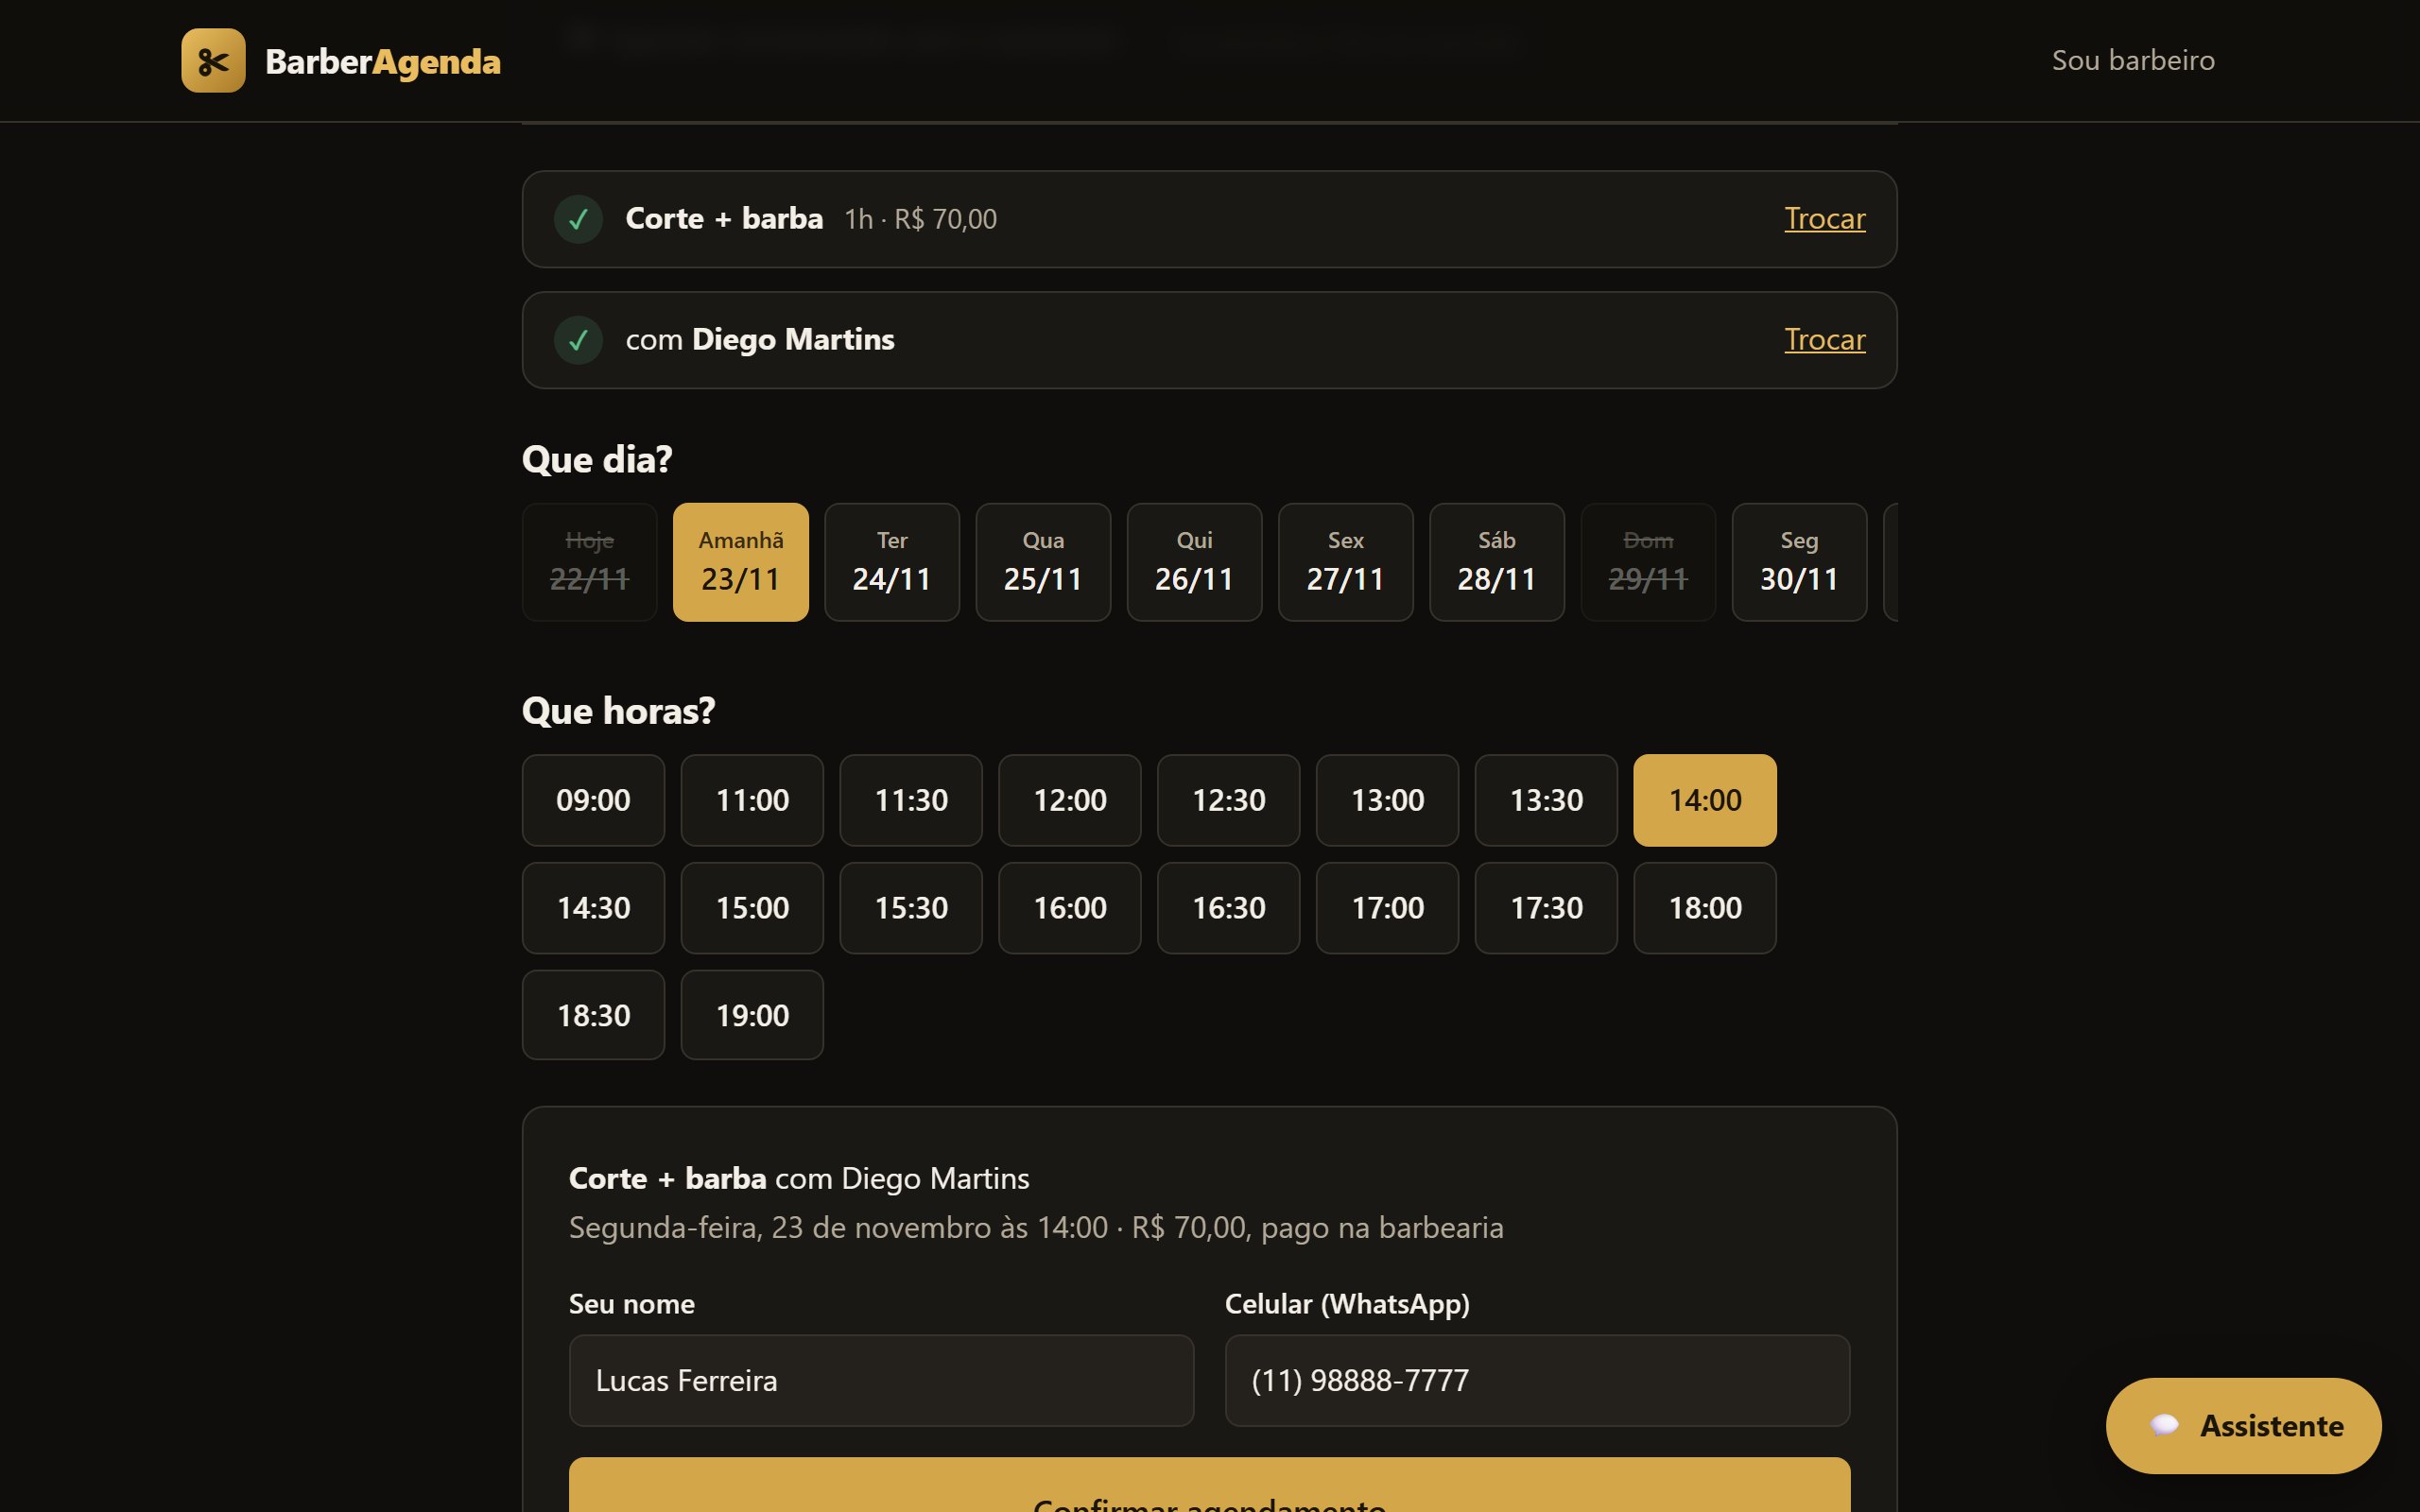 BarberAgenda
Sou barbeiro
Corte + barba 1h · R$ 70,00 Trocar
com Diego Martins Trocar
Que dia?
Hoje Amanhã Ter Qua Qui Sex Sáb Dom Seg
22/11 23/11 24/11 25/11 26/11 27/11 28/11 29/11 30/11
Que horas?
09:00 11:00 11:30 12:00 12:30 13:00 13:30 14:00
14:30 15:00 15:30 16:00 16:30 17:00 17:30 18:00
18:30 19:00
Corte + barba com Diego Martins
Segunda-feira, 23 de novembro às 14:00 · R$ 70,00, pago na barbearia
Seu nome Celular (WhatsApp)
Lucas Ferreira (11) 98888-7777
Assistente
Confirmar agendamento